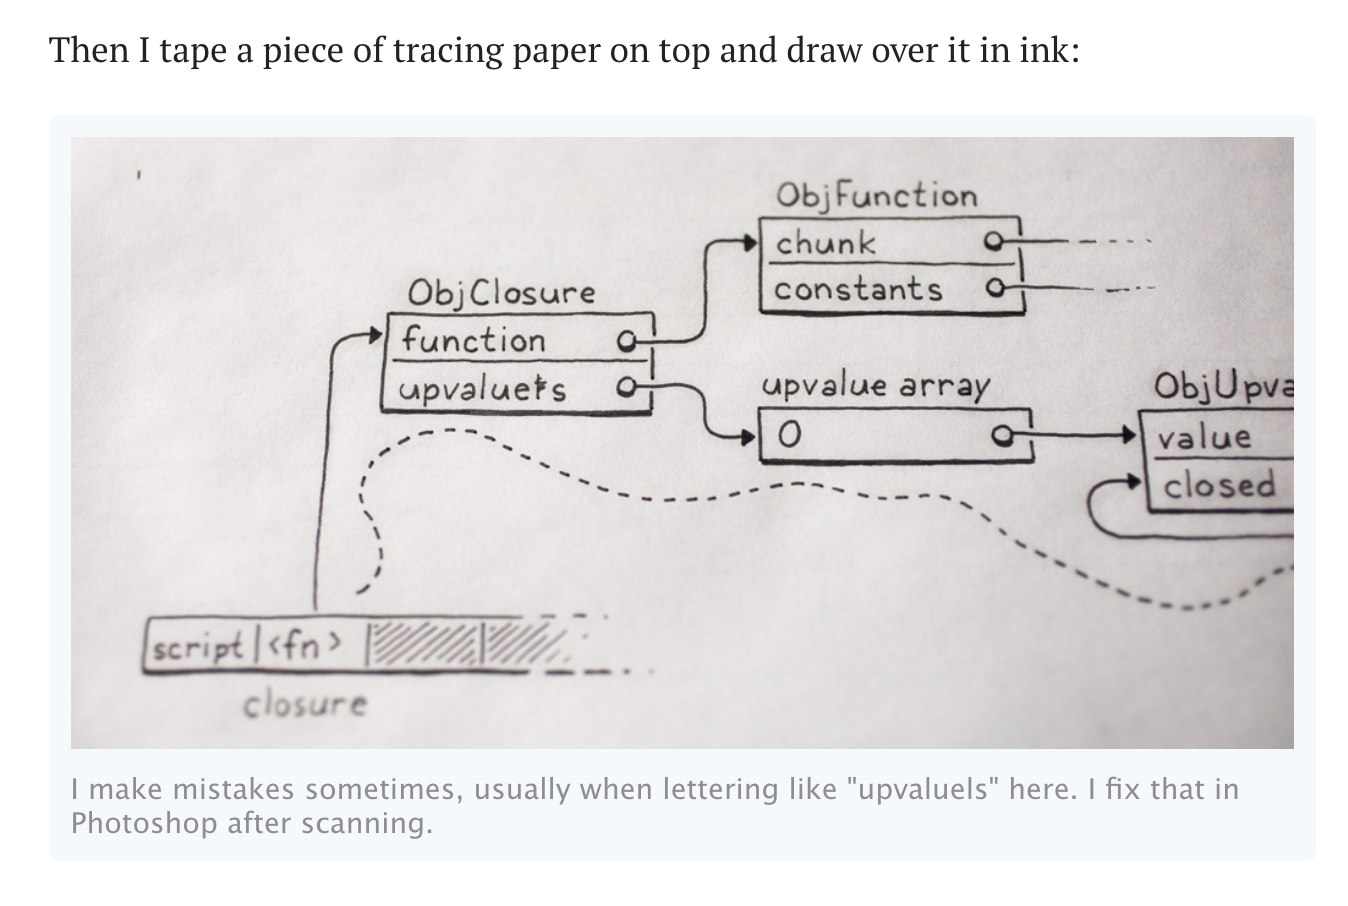 Then I tape a piece of tracing paper on top and draw over it in ink:
ObjFunction
chunk
constants
ObjClosure
function
upvalue array
ObjUpva
0
value
closed
script|<fn>
closure
I make mistakes sometimes, usually when lettering like "upvaluels" here. I fix that in
Photoshop after scanning.